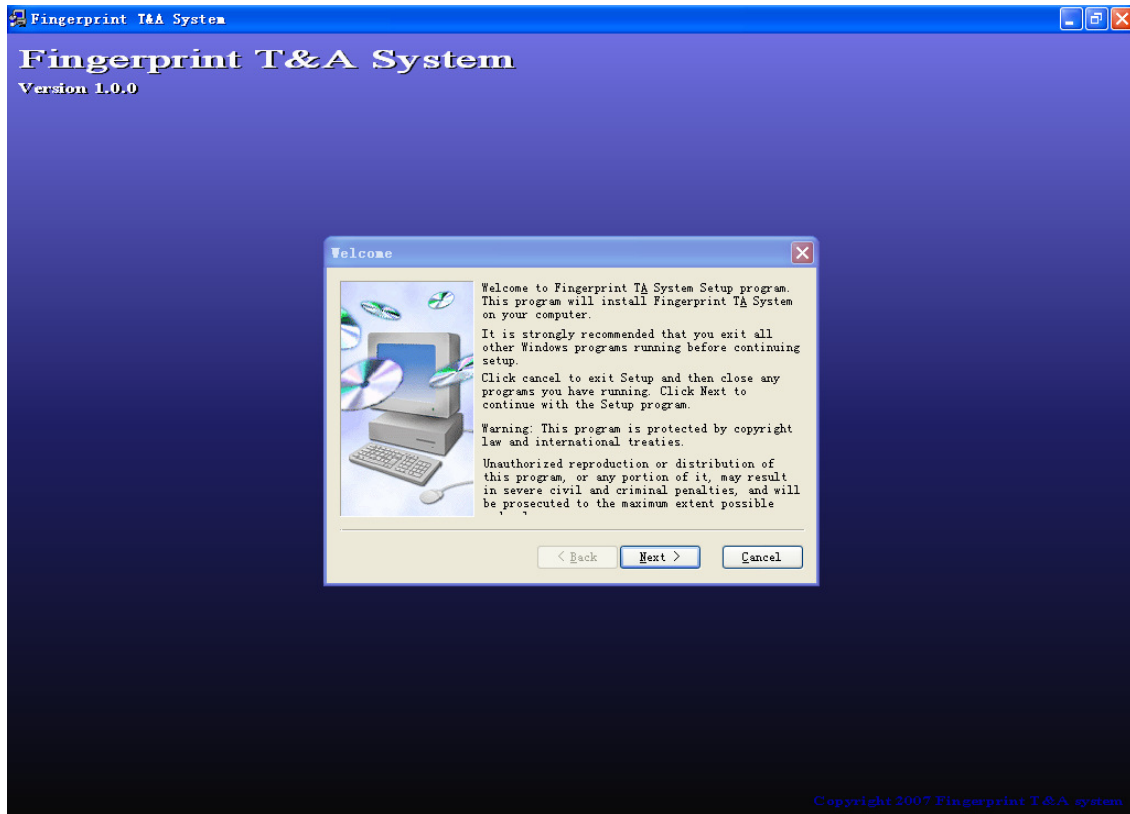 Fingerprint T&A System
Fingerprint T&A System
Version 1.0.0
Welcome
Welcome to Fingerprint TA System Setup program.
This program will install Fingerprint TA System
on your computer.
It is strongly recommended that you exit all
other Windows programs running before continuing
setup.
Click cancel to exit Setup and then close any
programs you have running. Click Next to
continue with the Setup program.
Warning: This program is protected by copyright
law and international treaties.
Unauthorized reproduction or distribution of
this program, or any portion of it, may result
in severe civil and criminal penalties, and will
be prosecuted to the maximum extent possible
< Back Next > Cancel
Copyright 2007 Fingerprint T&A system